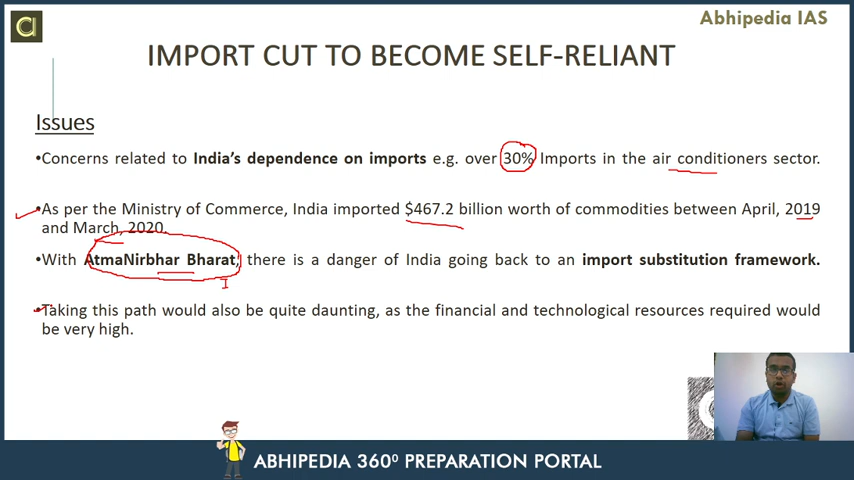 Abhipedia IAS
IMPORT CUT TO BECOME SELF-RELIANT
Issues
•Concerns related to India's dependence on imports e.g. over 30% Imports in the air conditioners sector.
•As per the Ministry of Commerce, India imported $467.2 billion worth of commodities between April, 2019
and March, 2020.
•With AtmaNirbhar Bharat, there is a danger of India going back to an import substitution framework.
•Taking this path would also be quite daunting, as the financial and technological resources required would
be very high.
ABHIPEDIA 360⁰ PREPARATION PORTAL